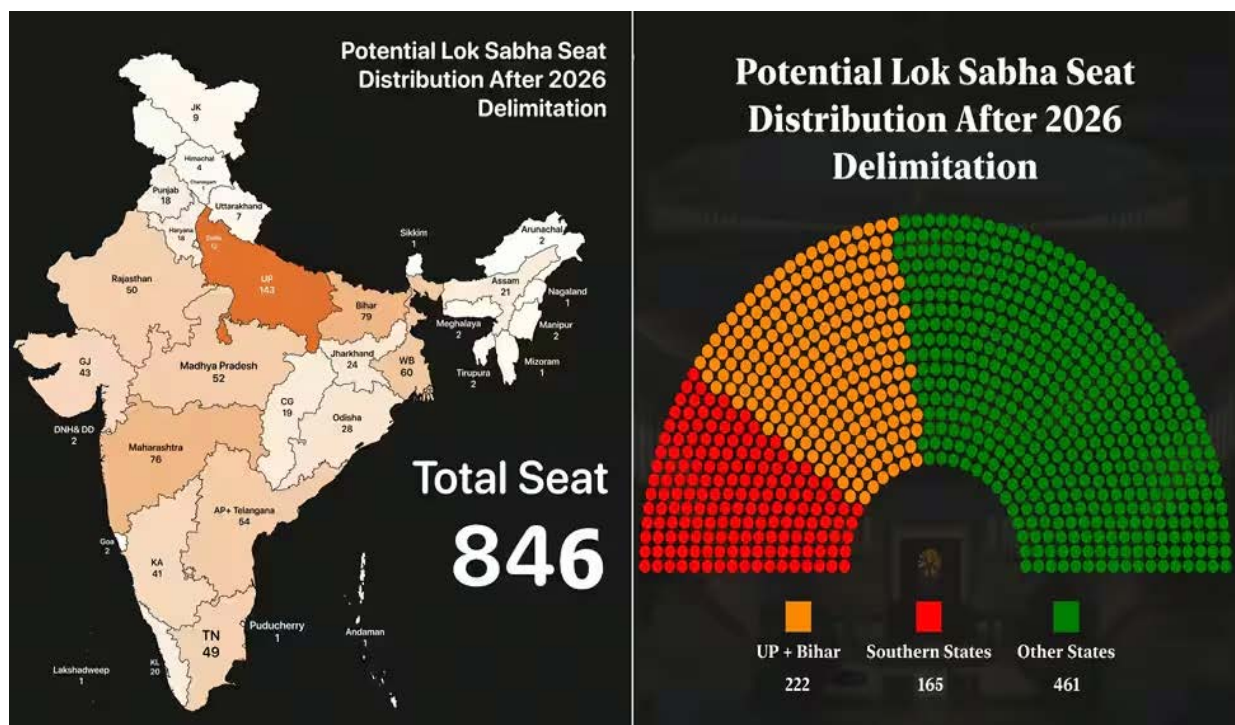 Potential Lok Sabha Seat
Distribution After 2026
Delimitation
JK
9
Himachal
4
Chandigarh
1
Punjab
18
Uttarakhand
7
Haryana
18
Delhi
12
Rajasthan
50
UP
143
Bihar
79
Sikkim
1
Arunachal
2
Assam
21
Nagaland
1
Meghalaya
2
Manipur
2
Tirupura
2
Mizoram
1
GJ
43
Madhya Pradesh
52
Jharkhand
24
WB
60
CG
19
Odisha
28
DNH& DD
2
Maharashtra
76
AP+ Telangana
54
Goa
2
KA
41
TN
49
Puducherry
1
Andaman
1
KL
20
Lakshadweep
1
Total Seat
846
Potential Lok Sabha Seat
Distribution After 2026
Delimitation
UP + Bihar
Southern States
Other States
222
165
461